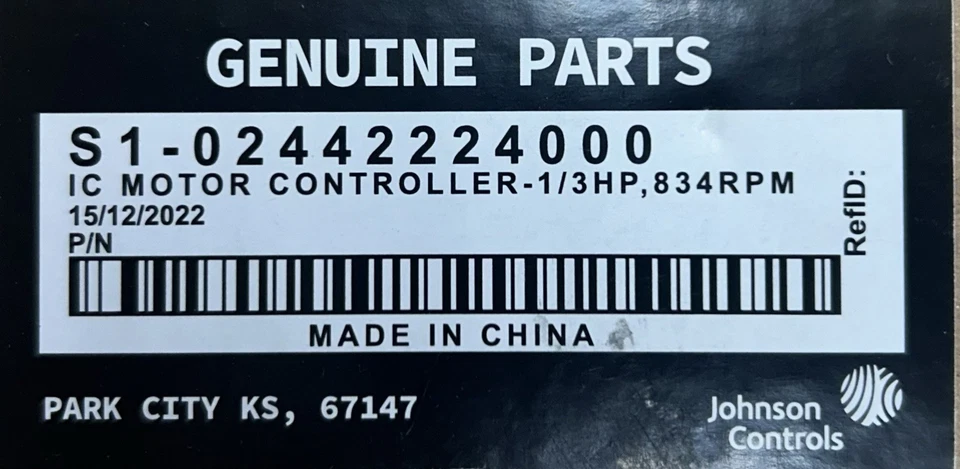 GENUINE PARTS
S1-02442224000
IC MOTOR CONTROLLER-1/3HP,834RPM
15/12/2022
P/N
RefID:
MADE IN CHINA
PARK CITY KS, 67147
Johnson
Controls